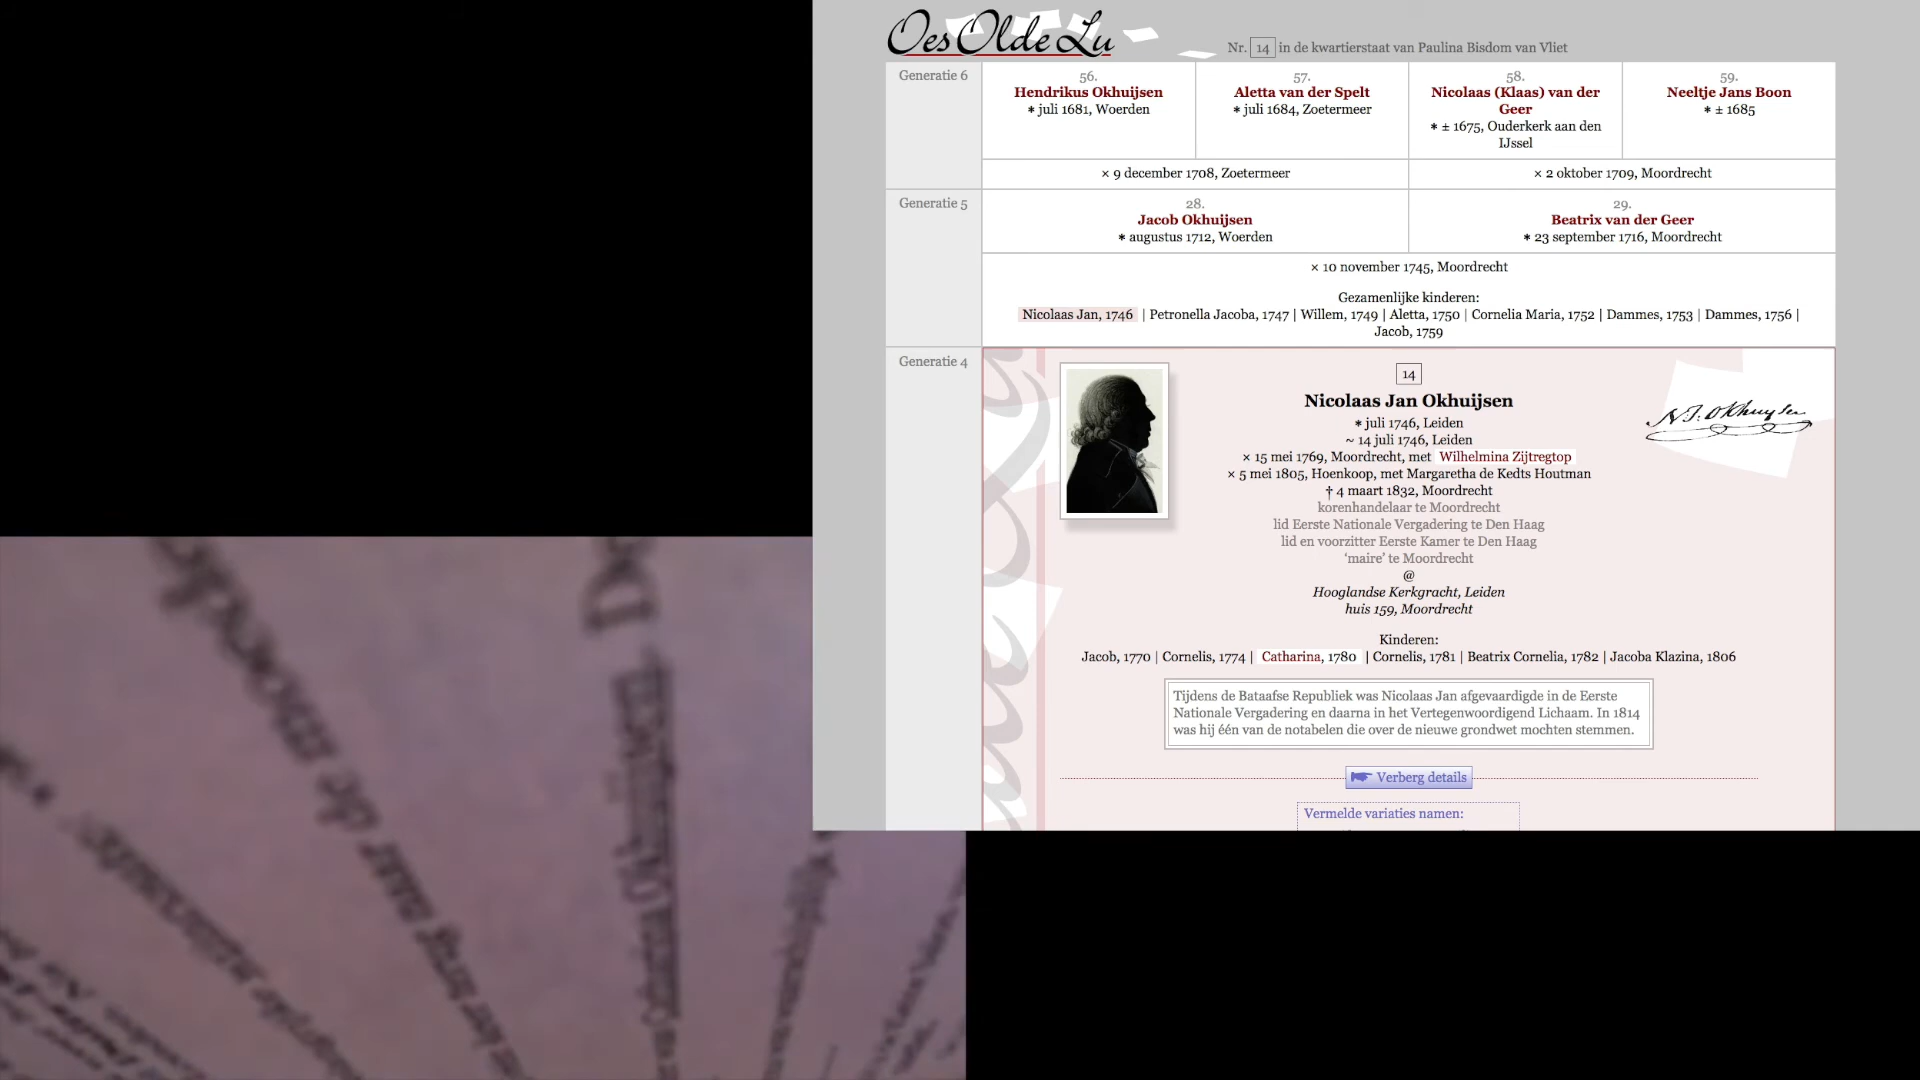 Oes Olde Lu
Nr. 14 in de kwartierstaat van Paulina Bisdom van Vliet
Generatie 6
56.
Hendrikus Okhuijsen
* juli 1681, Woerden
57.
Aletta van der Spelt
* juli 1684, Zoetermeer
58.
Nicolaas (Klaas) van der
Geer
* ± 1675, Ouderkerk aan den
IJssel
59.
Neeltje Jans Boon
* ± 1685
× 9 december 1708, Zoetermeer
× 2 oktober 1709, Moordrecht
Generatie 5
28.
Jacob Okhuijsen
* augustus 1712, Woerden
29.
Beatrix van der Geer
* 23 september 1716, Moordrecht
× 10 november 1745, Moordrecht
Gezamenlijke kinderen:
Nicolaas Jan, 1746 | Petronella Jacoba, 1747 | Willem, 1749 | Aletta, 1750 | Cornelia Maria, 1752 | Dammes, 1753 | Dammes, 1756 |
Jacob, 1759
Generatie 4
14
Nicolaas Jan Okhuijsen
* juli 1746, Leiden
~ 14 juli 1746, Leiden
× 15 mei 1769, Moordrecht, met Wilhelmina Zijtregtop
× 5 mei 1805, Hoenkoop, met Margaretha de Kedts Houtman
† 4 maart 1832, Moordrecht
korenhandelaar te Moordrecht
lid Eerste Nationale Vergadering te Den Haag
lid en voorzitter Eerste Kamer te Den Haag
‘maire’ te Moordrecht
@
Hooglandse Kerkgracht, Leiden
huis 159, Moordrecht
N.J. Okhuysen
Kinderen:
Jacob, 1770 | Cornelis, 1774 | Catharina, 1780 | Cornelis, 1781 | Beatrix Cornelia, 1782 | Jacoba Klazina, 1806
Tijdens de Bataafse Republiek was Nicolaas Jan afgevaardigde in de Eerste
Nationale Vergadering en daarna in het Vertegenwoordigend Lichaam. In 1814
was hij één van de notabelen die over de nieuwe grondwet mochten stemmen.
Verberg details
Vermelde variaties namen: